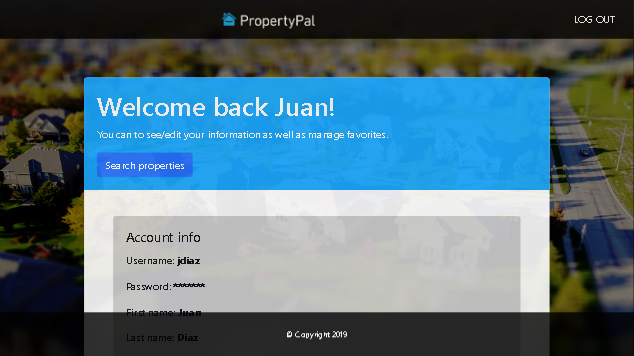 PropertyPal
LOG OUT
Welcome back Juan!
You can to see/edit your information as well as manage favorites.
Search properties
Account info
Username: jdiaz
Password: *******
First name: Juan
Last name: Diaz
© Copyright 2019